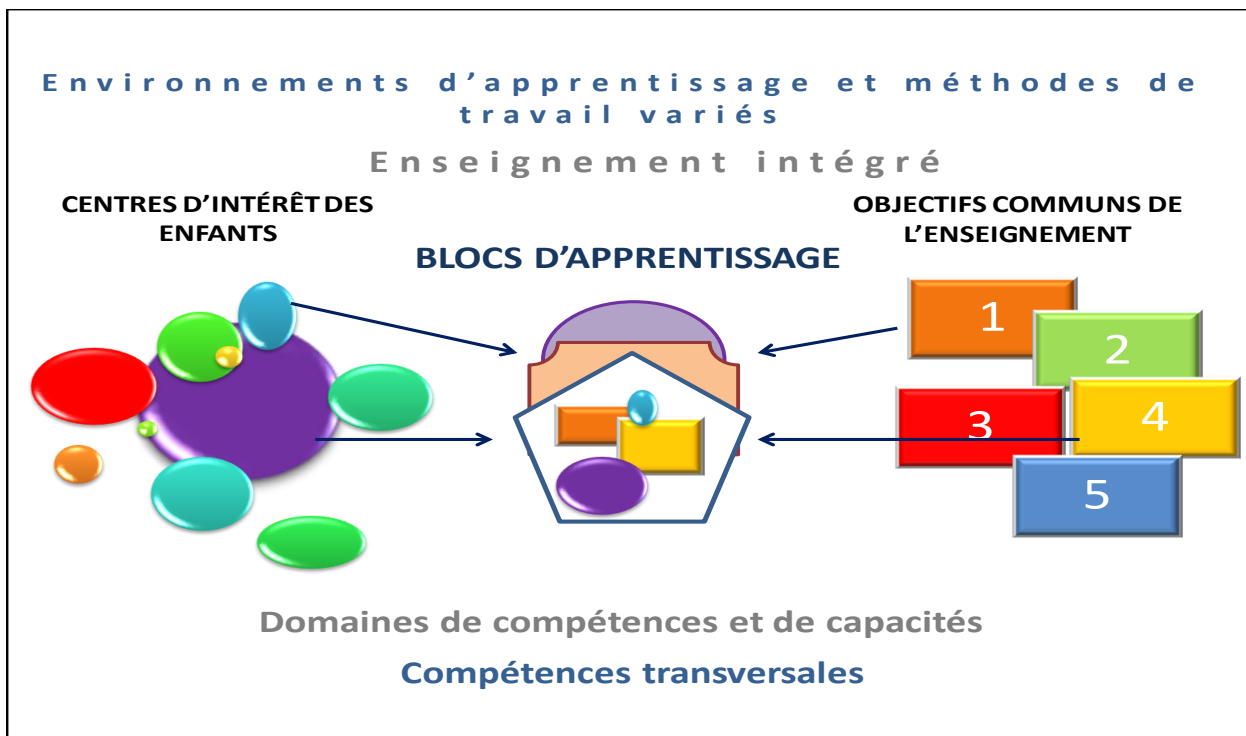 Environnements d'apprentissage et méthodes de
travail variés
Enseignement intégré
CENTRES D'INTÉRÊT DES
ENFANTS
OBJECTIFS COMMUNS DE
L'ENSEIGNEMENT
BLOCS D'APPRENTISSAGE
1
2
3
4
5
Domaines de compétences et de capacités
Compétences transversales